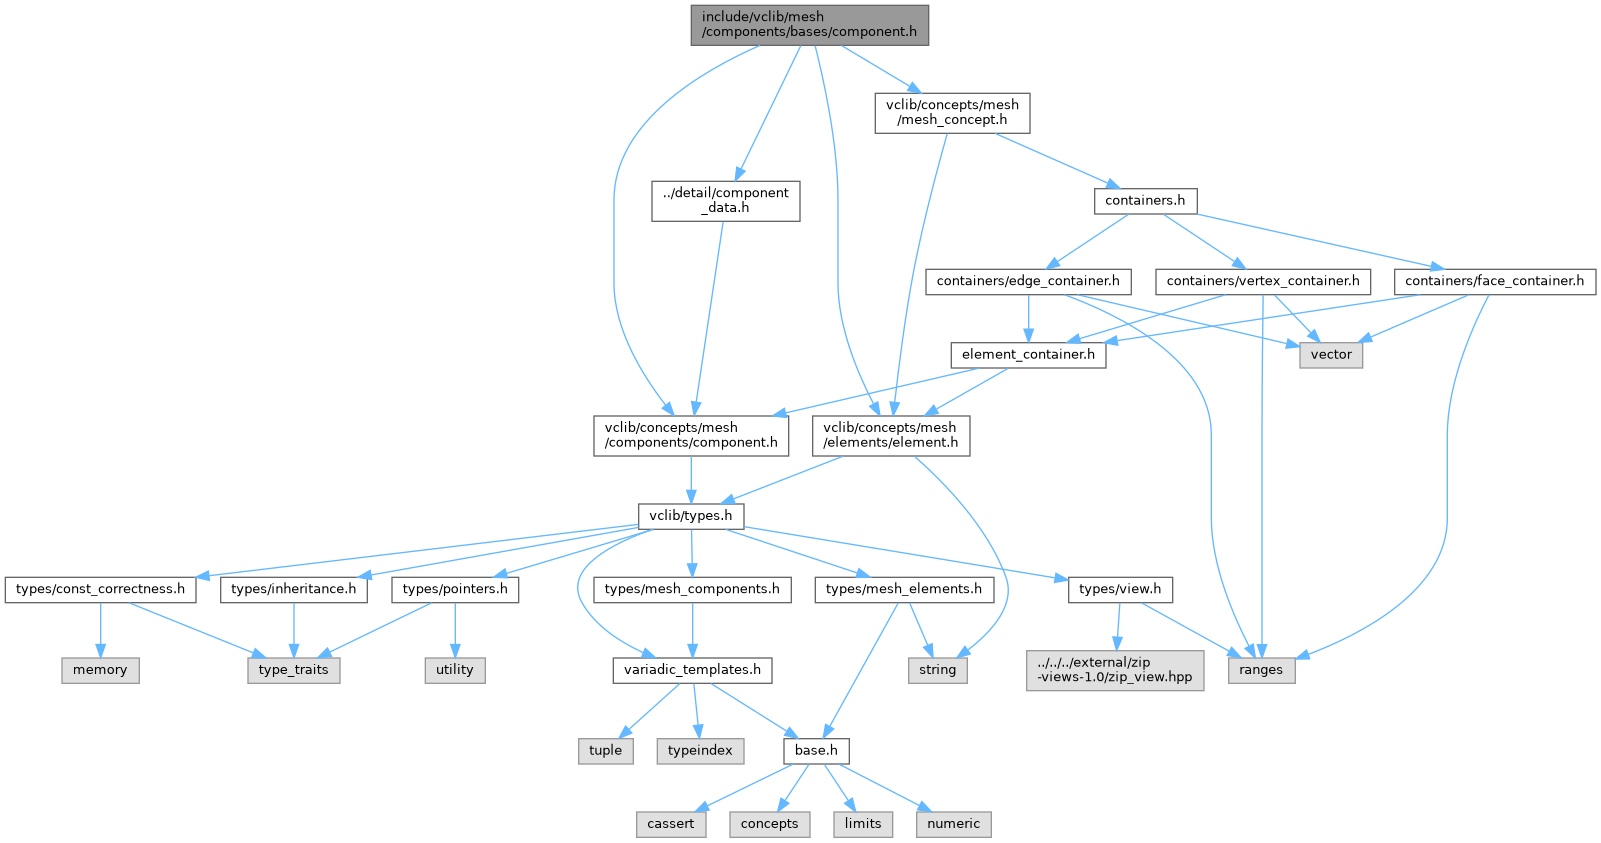 include/vclib/mesh
/components/bases/component.h
vclib/concepts/mesh
/mesh_concept.h
../detail/component
_data.h
containers.h
containers/edge_container.h
containers/vertex_container.h
containers/face_container.h
element_container.h
vector
vclib/concepts/mesh
/components/component.h
vclib/concepts/mesh
/elements/element.h
vclib/types.h
types/const_correctness.h
types/inheritance.h
types/pointers.h
types/mesh_components.h
types/mesh_elements.h
types/view.h
memory
type_traits
utility
variadic_templates.h
string
../../../external/zip
-views-1.0/zip_view.hpp
ranges
tuple
typeindex
base.h
cassert
concepts
limits
numeric